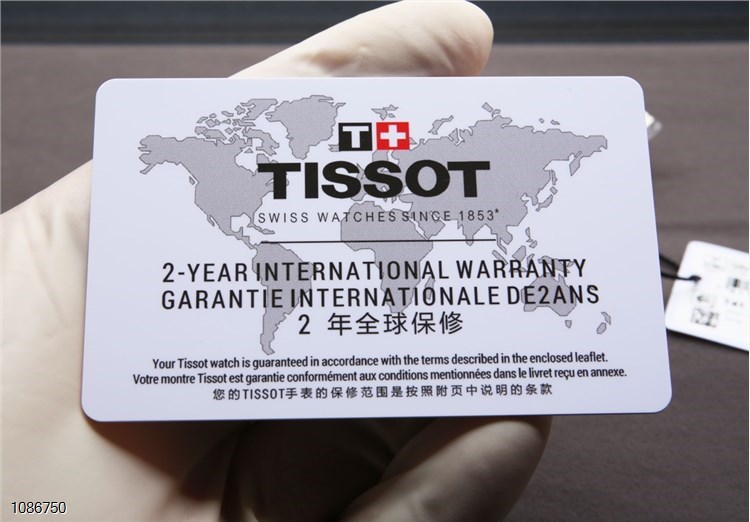 T+
TISSOT
SWISS WATCHES SINCE 1853*
2-YEAR INTERNATIONAL WARRANTY
GARANTIE INTERNATIONALE DE2ANS
2 年全球保修
Your Tissot watch is guaranteed in accordance with the terms described in the enclosed leaflet.
Votre montre Tissot est garantie conformément aux conditions mentionnées dans le livret reçu en annexe.
您的TISSOT手表的保修范围是按照附页中说明的条款
1086750